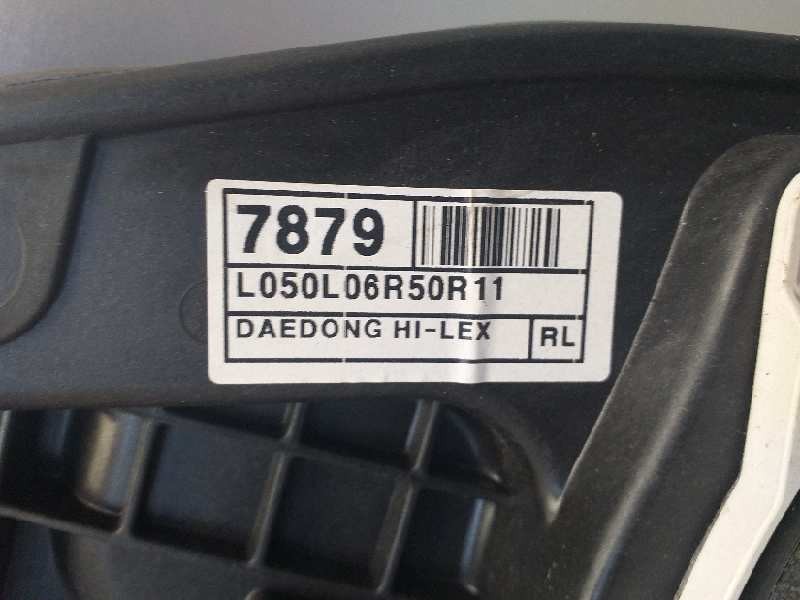 7879
L050L06R50R11
DAEDONG HI-LEX RL